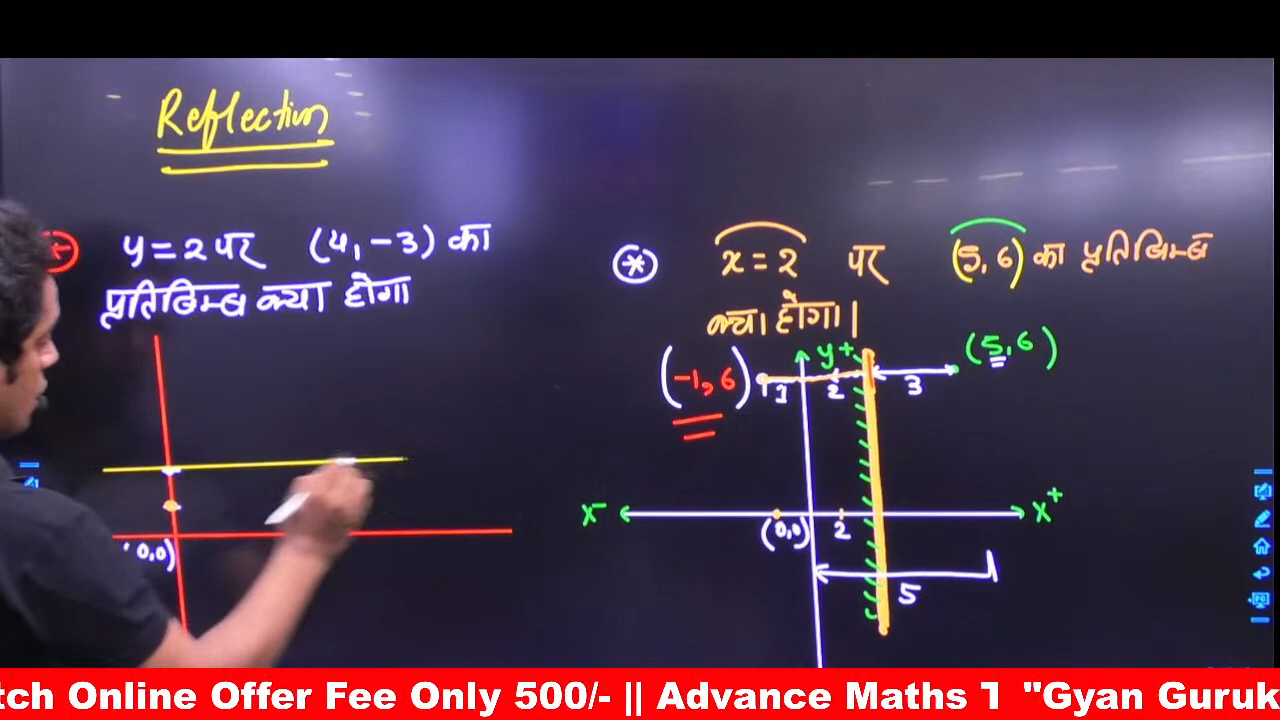 Reflection
y = 2 पर (4, -3) का
प्रतिबिम्ब क्या होगा
(0,0)
* x = 2 पर (5, 6) का प्रतिबिम्ब
क्या होगा।
(-1, 6) y+ (5, 6)
1 2 3
x- (0,0) 2 x+
5
tch Online Offer Fee Only 500/- || Advance Maths 1 "Gyan Guruk